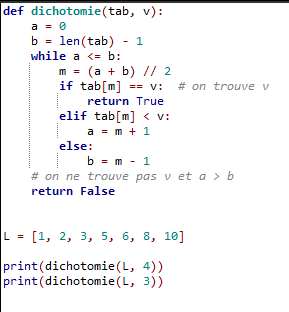 def dichotomie(tab, v):
    a = 0
    b = len(tab) - 1
    while a <= b:
        m = (a + b) // 2
        if tab[m] == v:  # on trouve v
            return True
        elif tab[m] < v:
            a = m + 1
        else:
            b = m - 1
    # on ne trouve pas v et a > b
    return False
L = [1, 2, 3, 5, 6, 8, 10]
print(dichotomie(L, 4))
print(dichotomie(L, 3))